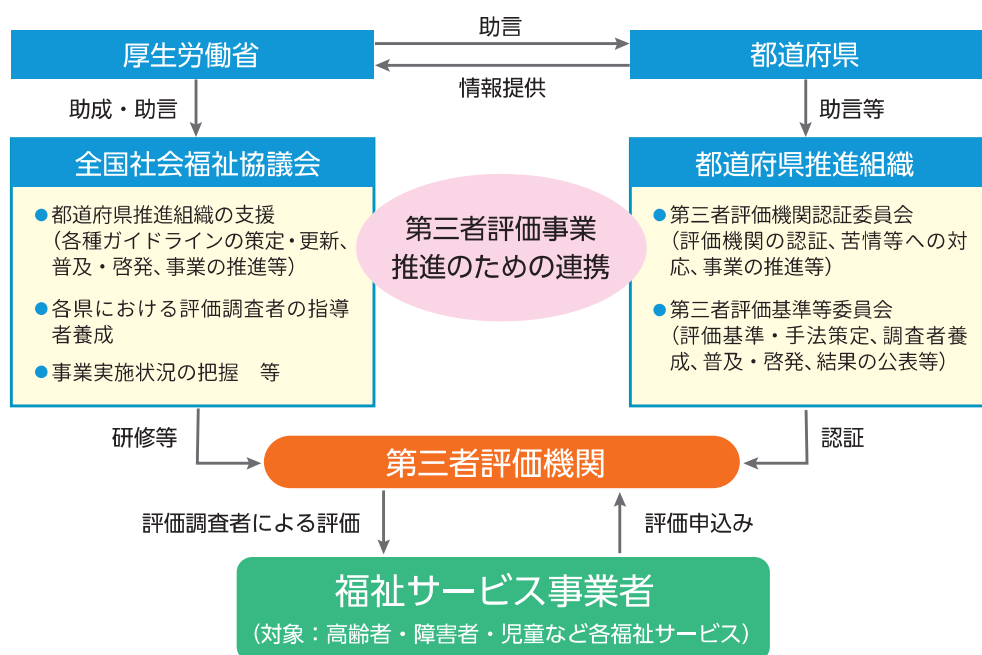 助言
厚生労働省
都道府県
情報提供
助成・助言
助言等
全国社会福祉協議会
●都道府県推進組織の支援
（各種ガイドラインの策定・更新、
普及・啓発、事業の推進等）
●各県における評価調査者の指導
者養成
●事業実施状況の把握　等
第三者評価事業
推進のための連携
都道府県推進組織
●第三者評価機関認証委員会
（評価機関の認証、苦情等への対
応、事業の推進等）
●第三者評価基準等委員会
（評価基準・手法策定、調査者養
成、普及・啓発、結果の公表等）
研修等
認証
第三者評価機関
評価調査者による評価
評価申込み
福祉サービス事業者
（対象：高齢者・障害者・児童など各福祉サービス）